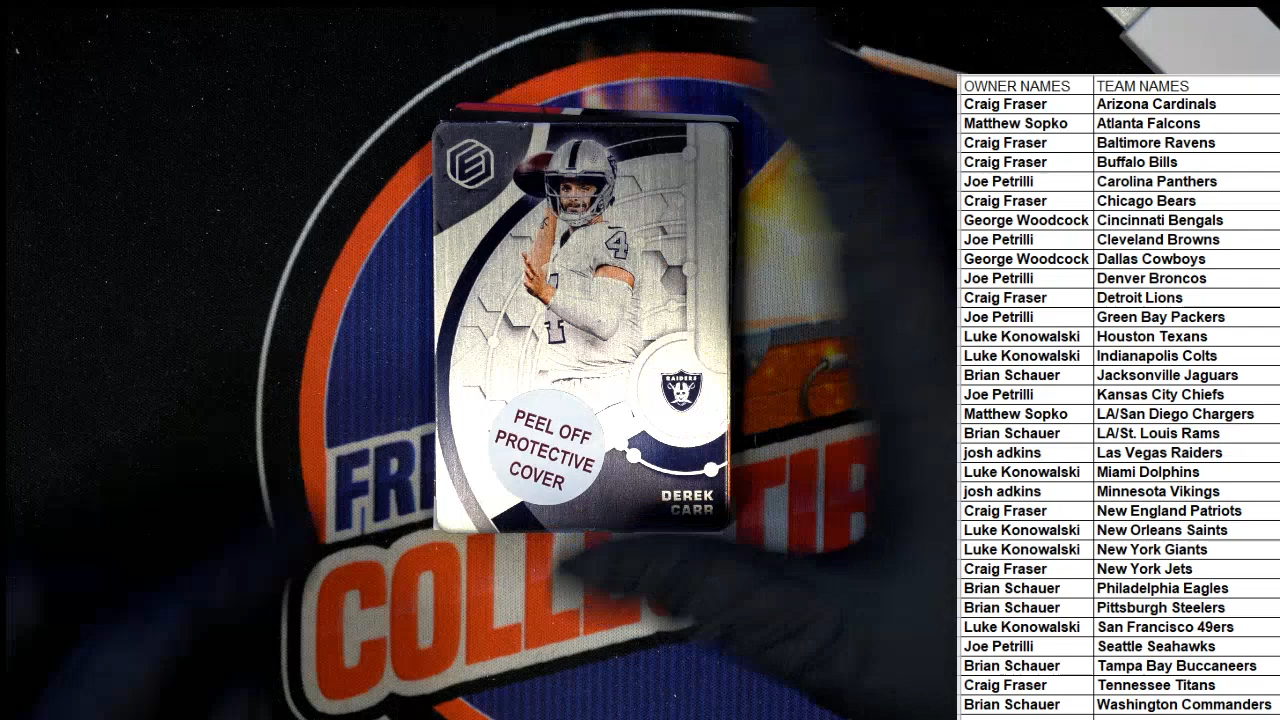 E
4
RAIDERS
PEEL OFF
PROTECTIVE
COVER
DEREK
CARR
COLLECTIB
OWNER NAMES TEAM NAMES
Craig Fraser Arizona Cardinals
Matthew Sopko Atlanta Falcons
Craig Fraser Baltimore Ravens
Craig Fraser Buffalo Bills
Joe Petrilli Carolina Panthers
Craig Fraser Chicago Bears
George Woodcock Cincinnati Bengals
Joe Petrilli Cleveland Browns
George Woodcock Dallas Cowboys
Joe Petrilli Denver Broncos
Craig Fraser Detroit Lions
Joe Petrilli Green Bay Packers
Luke Konowalski Houston Texans
Luke Konowalski Indianapolis Colts
Brian Schauer Jacksonville Jaguars
Joe Petrilli Kansas City Chiefs
Matthew Sopko LA/San Diego Chargers
Brian Schauer LA/St. Louis Rams
josh adkins Las Vegas Raiders
Luke Konowalski Miami Dolphins
josh adkins Minnesota Vikings
Craig Fraser New England Patriots
Luke Konowalski New Orleans Saints
Luke Konowalski New York Giants
Craig Fraser New York Jets
Brian Schauer Philadelphia Eagles
Brian Schauer Pittsburgh Steelers
Luke Konowalski San Francisco 49ers
Joe Petrilli Seattle Seahawks
Brian Schauer Tampa Bay Buccaneers
Craig Fraser Tennessee Titans
Brian Schauer Washington Commanders